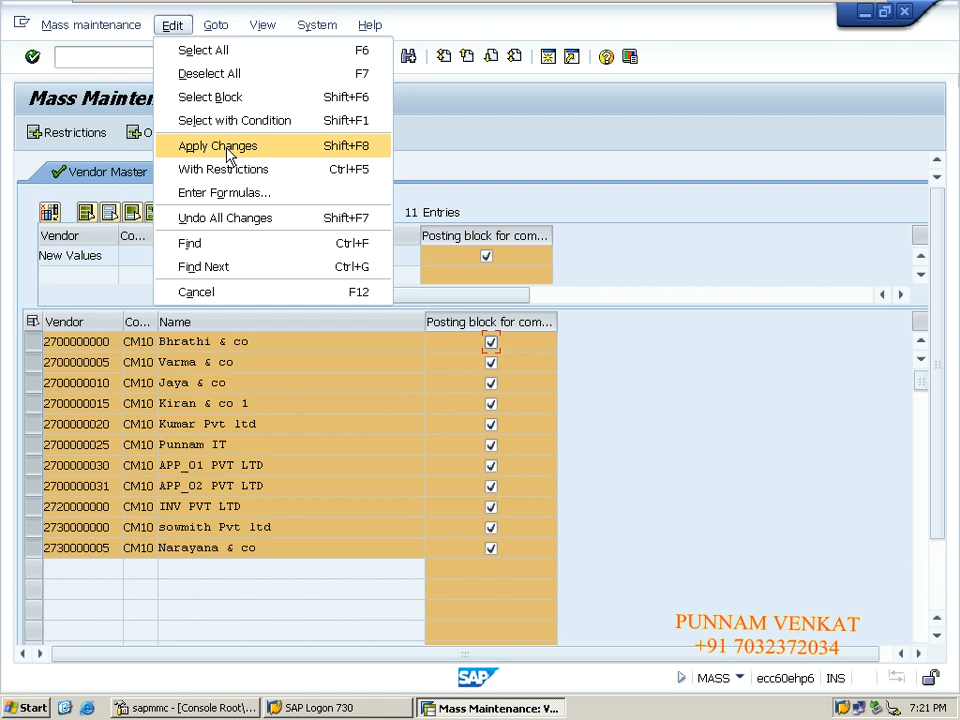 Mass maintenance Edit Goto View System Help
Mass Mainten
Restrictions O
Vendor Master
Select All F6
Deselect All F7
Select Block Shift+F6
Select with Condition Shift+F1
Apply Changes Shift+F8
With Restrictions Ctrl+F5
Enter Formulas...
Undo All Changes Shift+F7
Find Ctrl+F
Find Next Ctrl+G
Cancel F12
11 Entries
Vendor Co... Posting block for com...
New Values
Vendor Co... Name Posting block for com...
2700000000 CM10 Bhrathi & co
2700000005 CM10 Varma & co
2700000010 CM10 Jaya & co
2700000015 CM10 Kiran & co 1
2700000020 CM10 Kumar Pvt ltd
2700000025 CM10 Punnam IT
2700000030 CM10 APP_01 PVT LTD
2700000031 CM10 APP_02 PVT LTD
2720000000 CM10 INV PVT LTD
2730000000 CM10 sowmith Pvt ltd
2730000005 CM10 Narayana & co
PUNNAM VENKAT
+91 7032372034
SAP
MASS ecc60ehp6 INS
Start sapmmc - [Console Root\... SAP Logon 730 Mass Maintenance: V... 7:21 PM